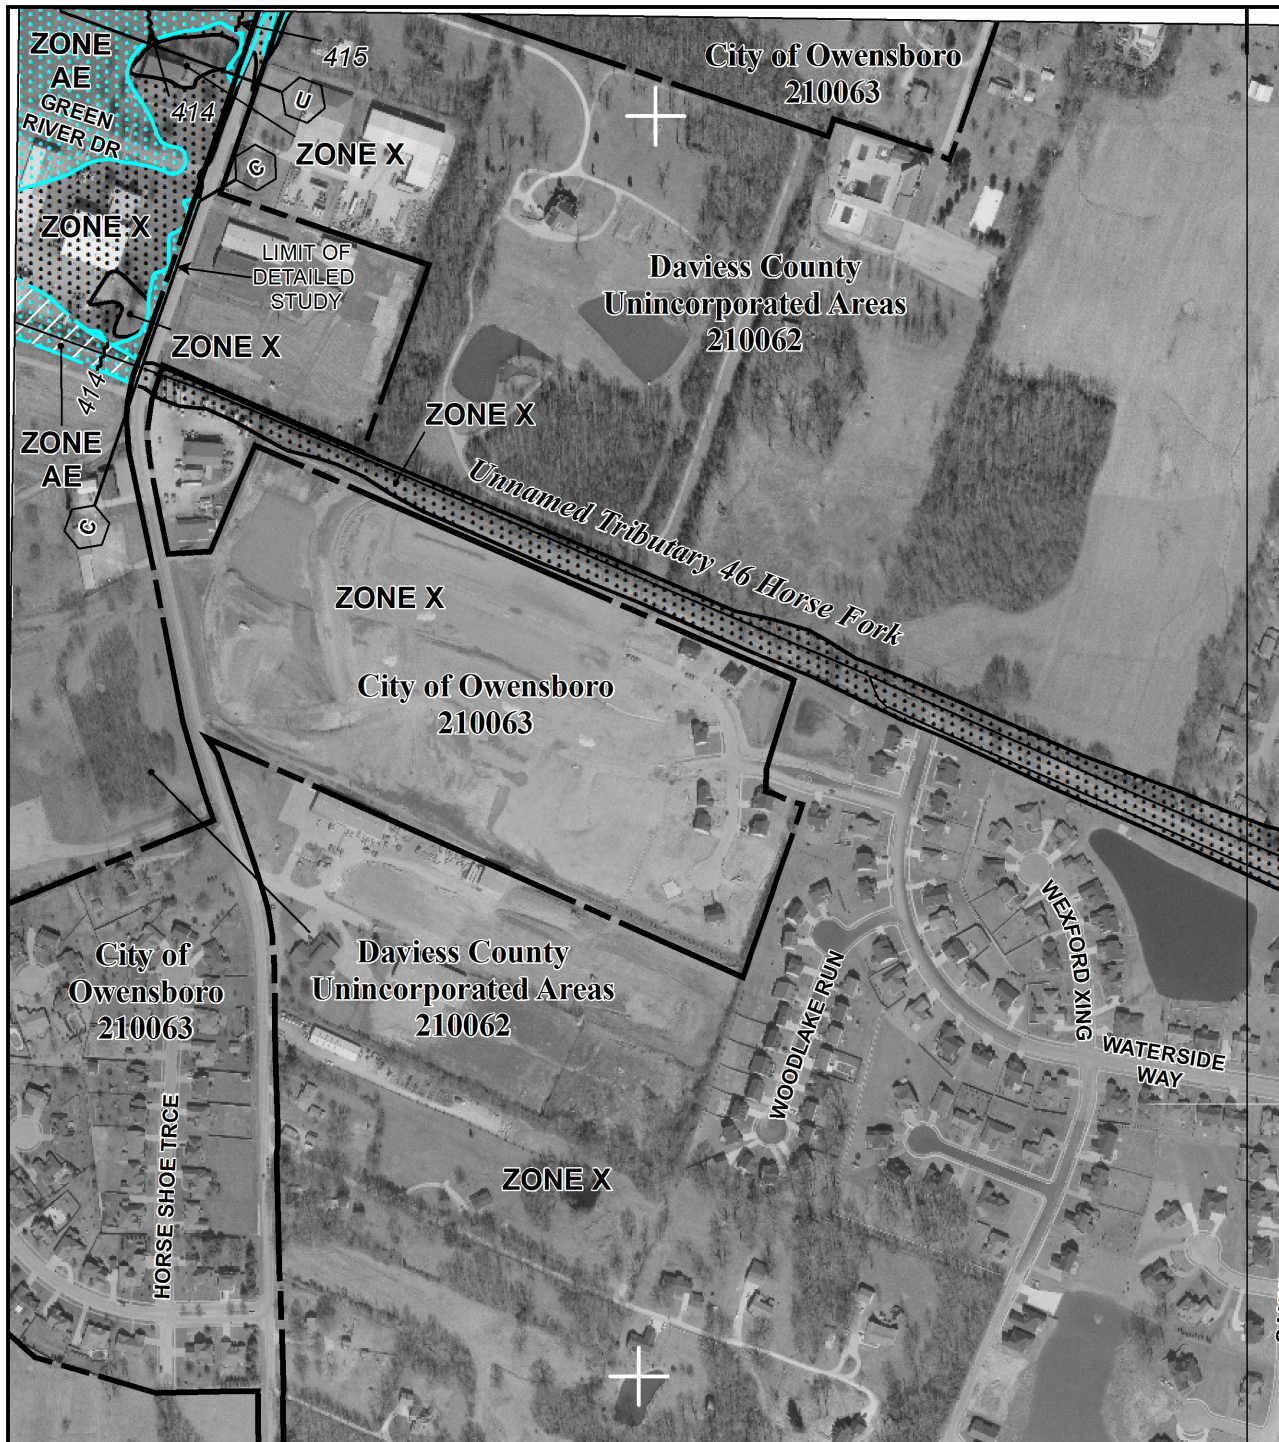 ZONE
AE
GREEN
RIVER DR
415
414
U
City of Owensboro
210063
ZONE X
C
ZONE X
LIMIT OF
DETAILED
STUDY
Daviess County
Unincorporated Areas
210062
ZONE X
414
ZONE X
ZONE
AE
C
Unnamed Tributary 46 Horse Fork
ZONE X
City of Owensboro
210063
WEXFORD XING
City of
Owensboro
210063
Daviess County
Unincorporated Areas
210062
WOODLAKE RUN
WATERSIDE
WAY
HORSE SHOE TRCE
ZONE X